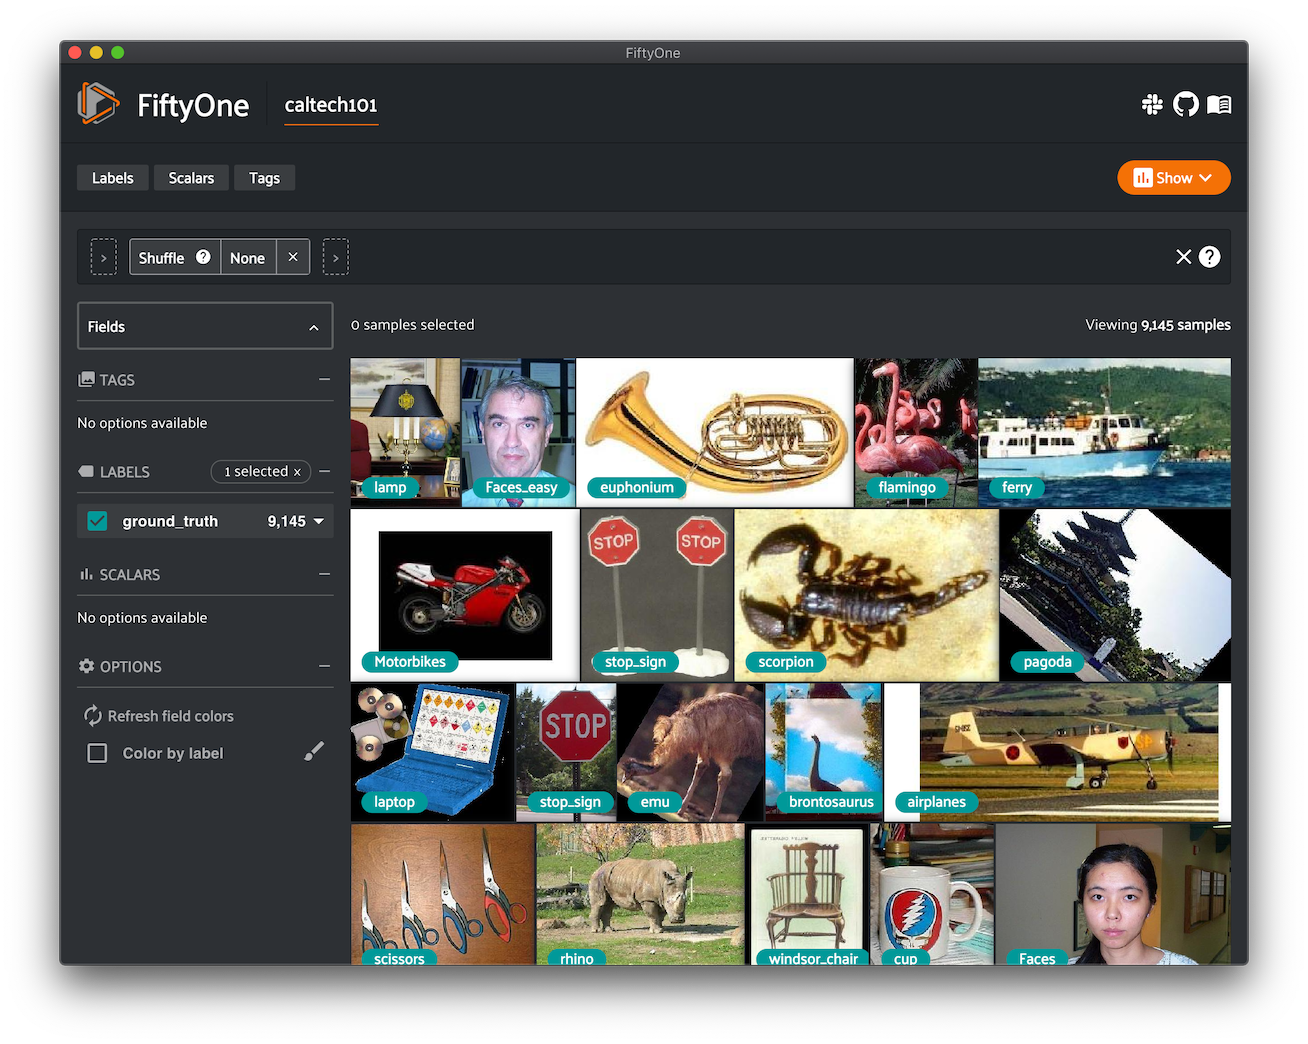 FiftyOne
FiftyOne
caltech101
Labels Scalars Tags
Show
> Shuffle ? None × >
× ?
Fields
0 samples selected
Viewing 9,145 samples
TAGS
No options available
LABELS 1 selected ×
ground_truth 9,145
SCALARS
No options available
OPTIONS
Refresh field colors
Color by label
lamp Faces_easy euphonium flamingo ferry
STOP STOP
Motorbikes stop_sign scorpion pagoda
STOP
laptop stop_sign emu brontosaurus airplanes
scissors rhino windsor_chair cup Faces